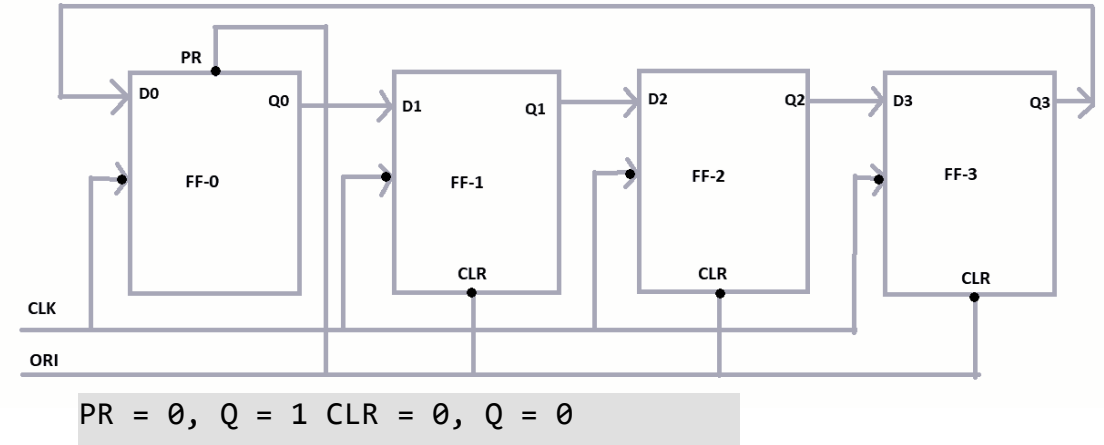 PR
D0
Q0
D1
Q1
D2
Q2
D3
Q3
FF-0
FF-1
FF-2
FF-3
CLR
CLR
CLR
CLK
ORI
PR = 0, Q = 1 CLR = 0, Q = 0